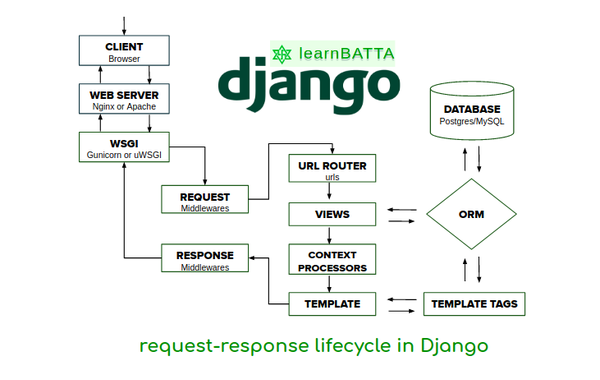 learnBATTA
django
CLIENT
Browser
WEB SERVER
Nginx or Apache
WSGI
Gunicorn or uWSGI
REQUEST
Middlewares
RESPONSE
Middlewares
URL ROUTER
urls
VIEWS
CONTEXT
PROCESSORS
TEMPLATE
DATABASE
Postgres/MySQL
ORM
TEMPLATE TAGS
request-response lifecycle in Django